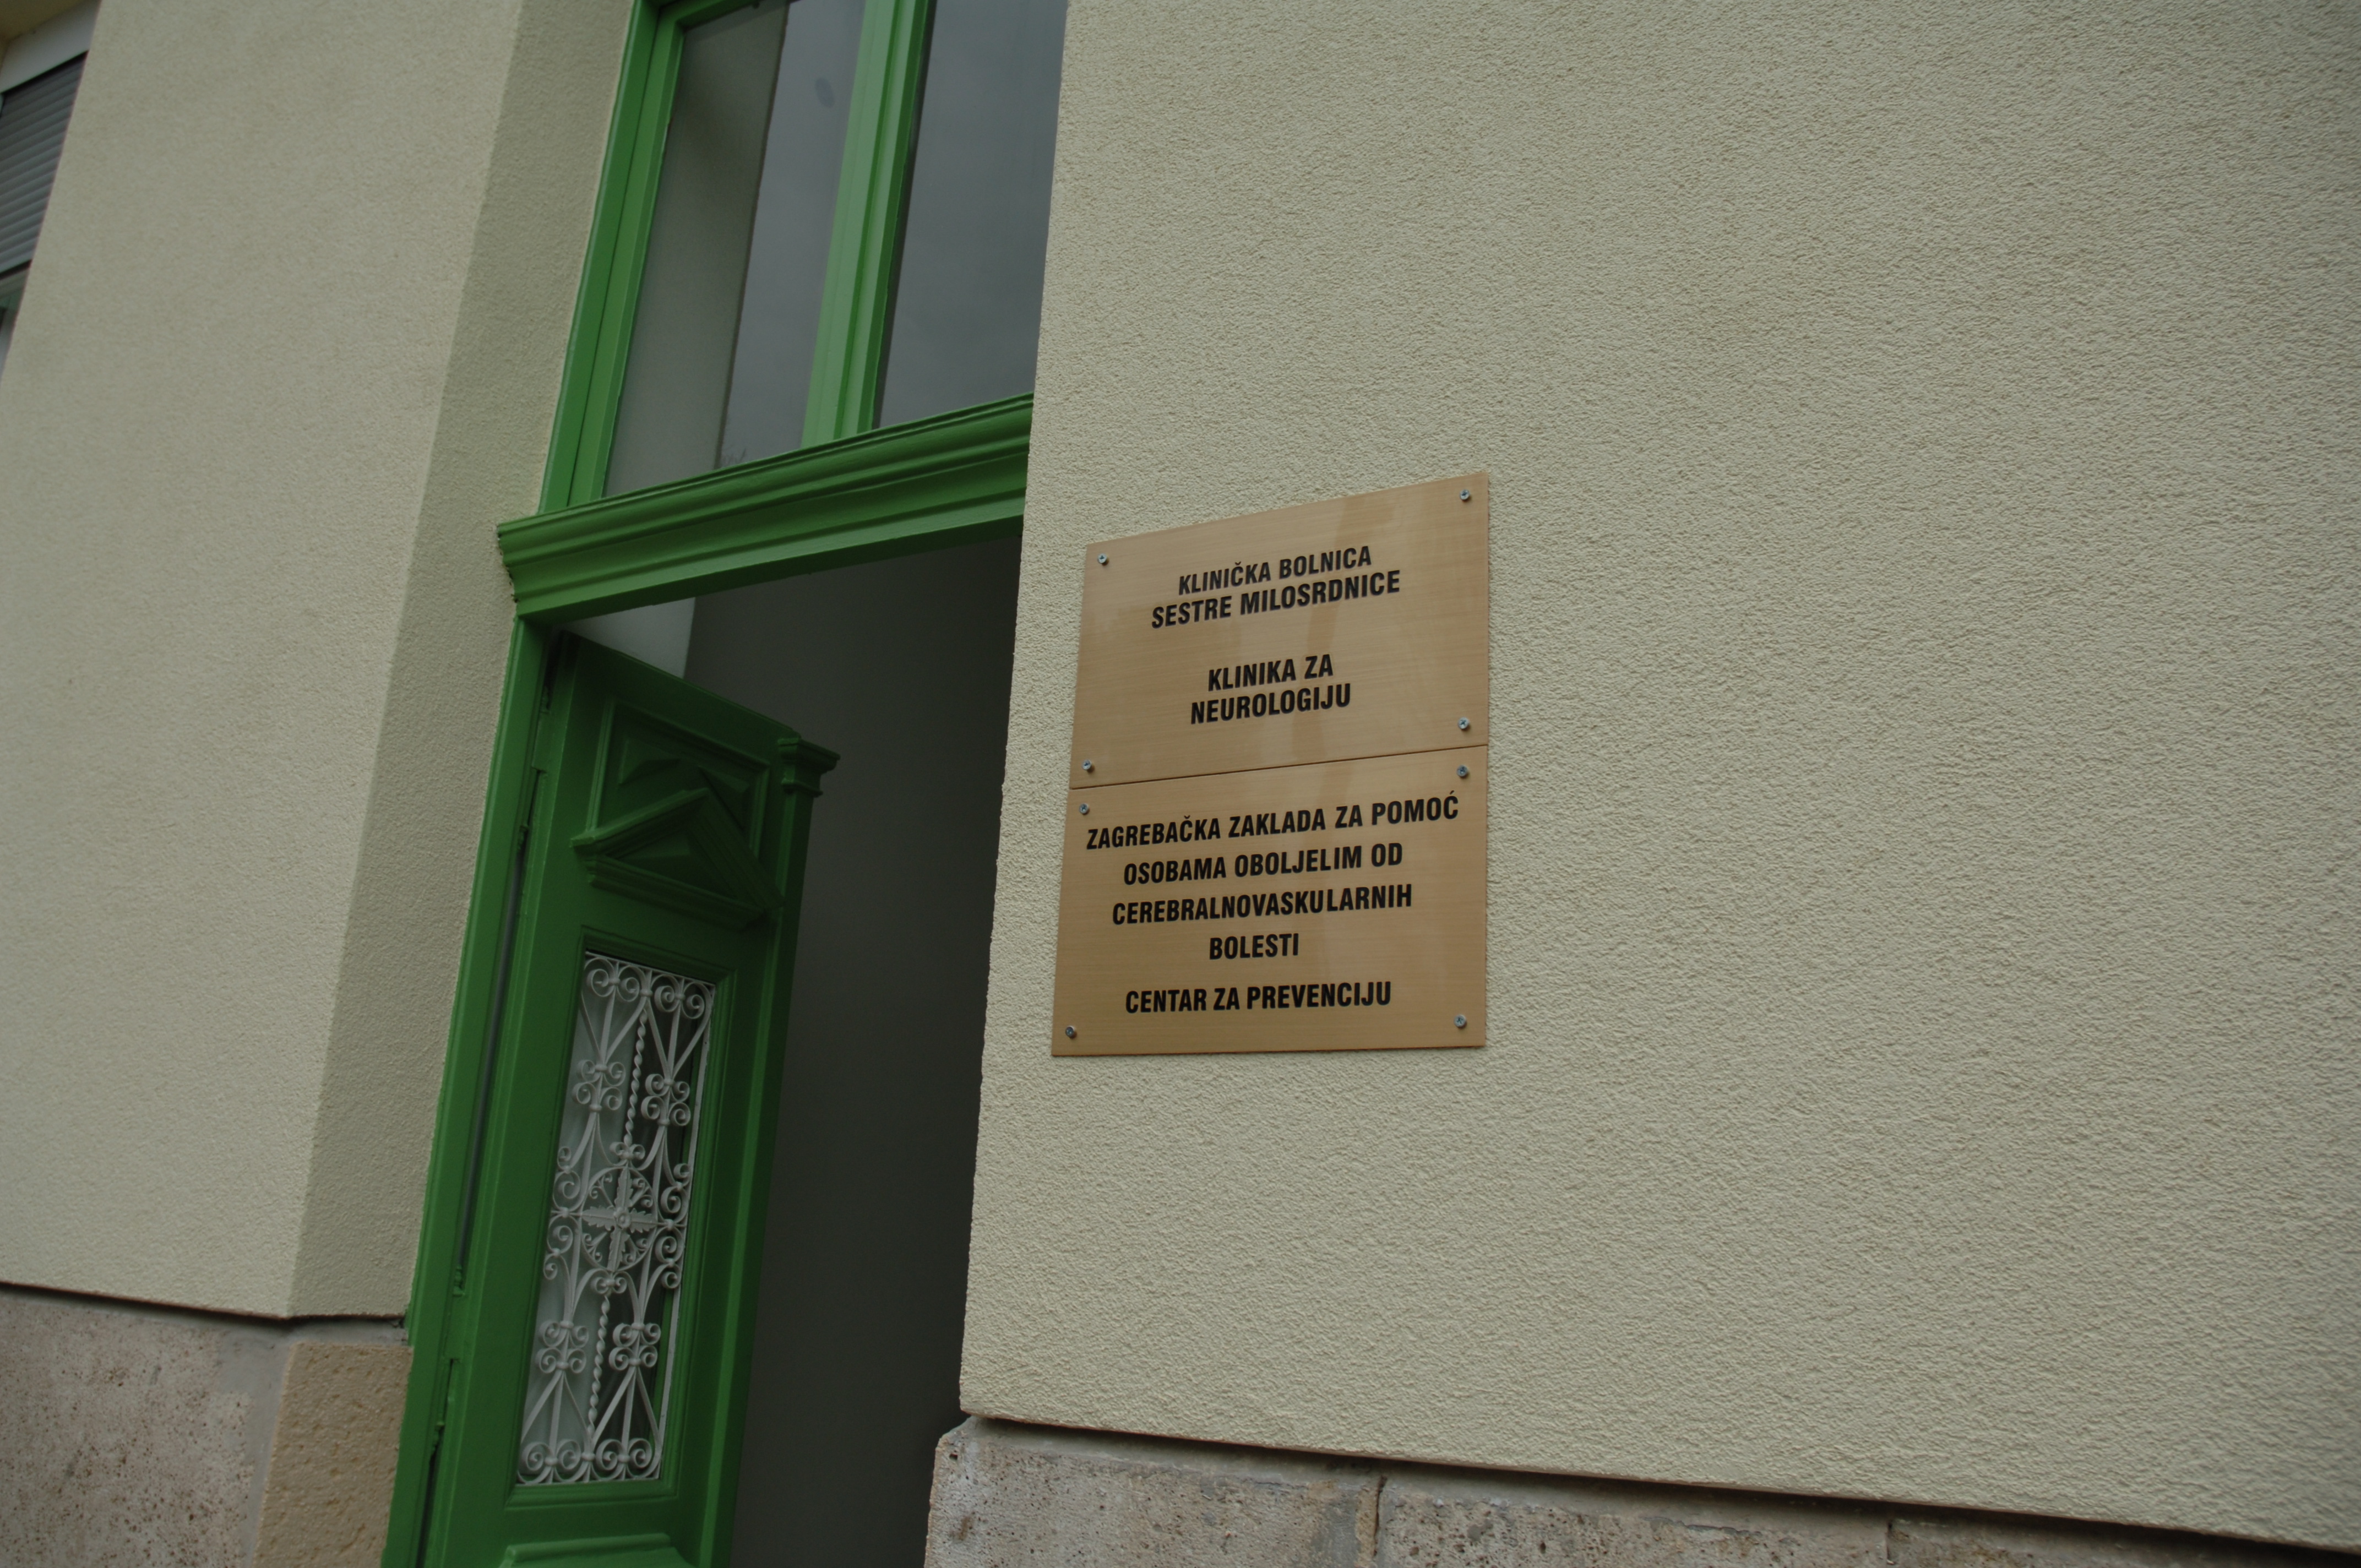 KLINIČKA BOLNICA
SESTRE MILOSRDNICE
KLINIKA ZA
NEUROLOGIJU
ZAGREBAČKA ZAKLADA ZA POMOĆ
OSOBAMA OBOLJELIM OD
CEREBRALNOVASKULARNIH
BOLESTI
CENTAR ZA PREVENCIJU